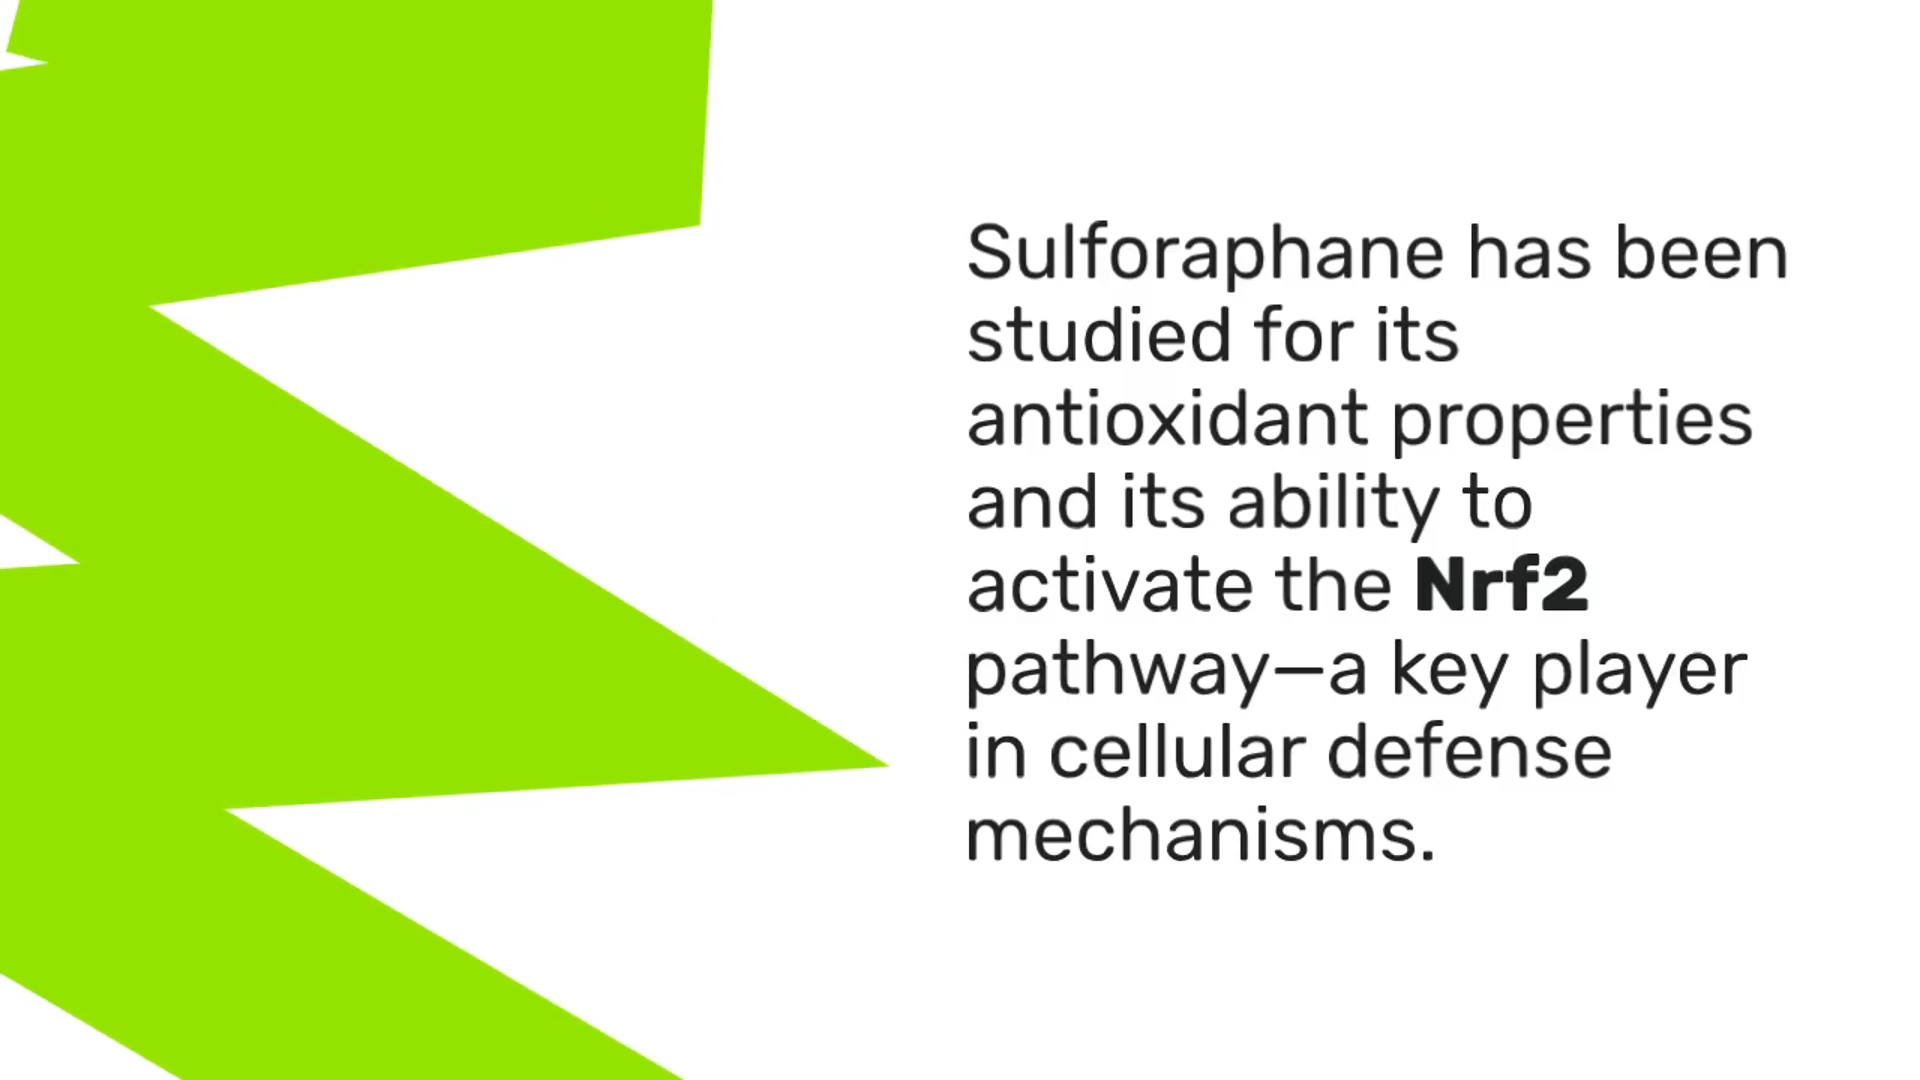 Sulforaphane has been
studied for its
antioxidant properties
and its ability to
activate the Nrf2
pathway—a key player
in cellular defense
mechanisms.